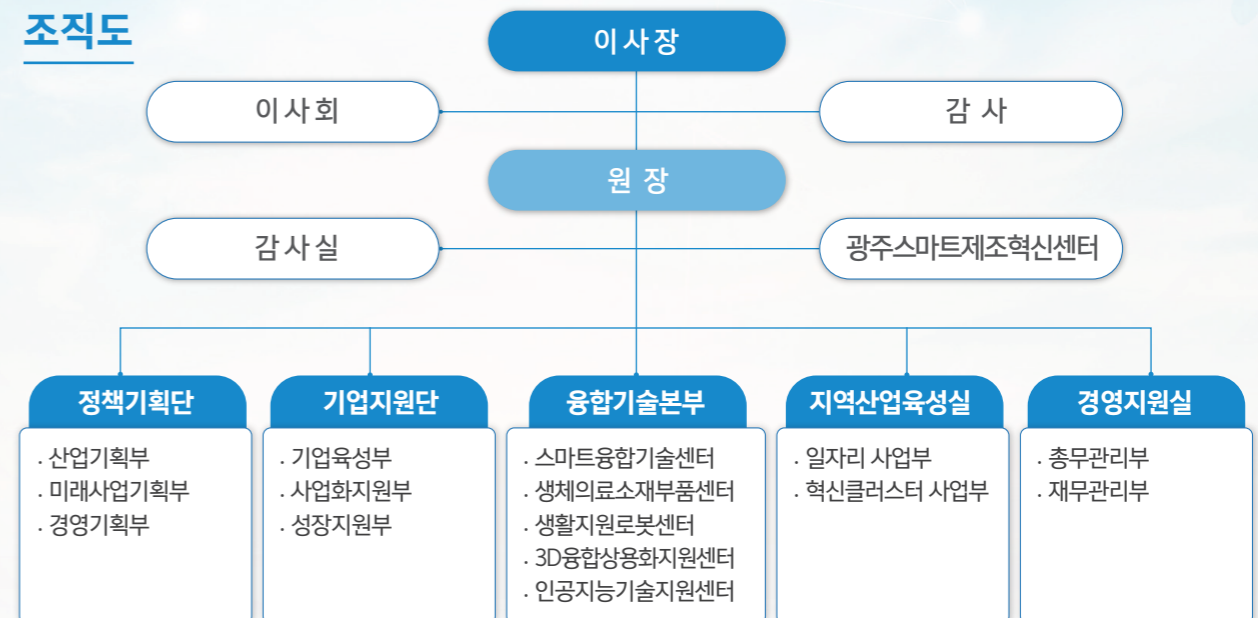 조직도
이사장
이사회
감 사
원 장
감사실
광주스마트제조혁신센터
정책기획단
. 산업기획부
. 미래사업기획부
. 경영기획부
기업지원단
. 기업육성부
. 사업화지원부
. 성장지원부
융합기술본부
. 스마트융합기술센터
. 생체의료소재부품센터
. 생활지원로봇센터
. 3D융합상용화지원센터
. 인공지능기술지원센터
지역산업육성실
. 일자리 사업부
. 혁신클러스터 사업부
경영지원실
. 총무관리부
. 재무관리부